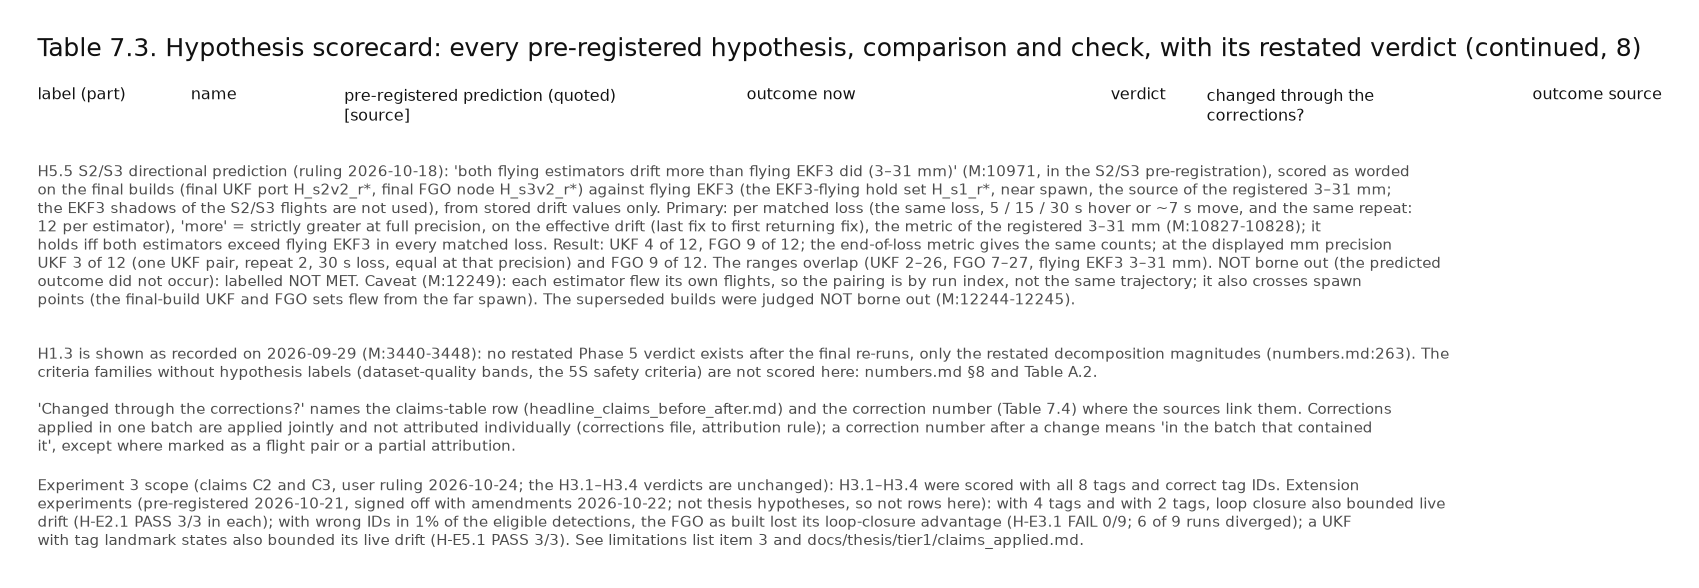 Table 7.3. Hypothesis scorecard: every pre-registered hypothesis, comparison and check, with its restated verdict (continued, 8)
label (part) name pre-registered prediction (quoted) outcome now verdict changed through the outcome source
[source] corrections?
H5.5 S2/S3 directional prediction (ruling 2026-10-18): 'both flying estimators drift more than flying EKF3 did (3–31 mm)' (M:10971, in the S2/S3 pre-registration), scored as worded
on the final builds (final UKF port H_s2v2_r*, final FGO node H_s3v2_r*) against flying EKF3 (the EKF3-flying hold set H_s1_r*, near spawn, the source of the registered 3–31 mm;
the EKF3 shadows of the S2/S3 flights are not used), from stored drift values only. Primary: per matched loss (the same loss, 5 / 15 / 30 s hover or ~7 s move, and the same repeat:
12 per estimator), 'more' = strictly greater at full precision, on the effective drift (last fix to first returning fix), the metric of the registered 3–31 mm (M:10827-10828); it
holds iff both estimators exceed flying EKF3 in every matched loss. Result: UKF 4 of 12, FGO 9 of 12; the end-of-loss metric gives the same counts; at the displayed mm precision
UKF 3 of 12 (one UKF pair, repeat 2, 30 s loss, equal at that precision) and FGO 9 of 12. The ranges overlap (UKF 2–26, FGO 7–27, flying EKF3 3–31 mm). NOT borne out (the predicted
outcome did not occur): labelled NOT MET. Caveat (M:12249): each estimator flew its own flights, so the pairing is by run index, not the same trajectory; it also crosses spawn
points (the final-build UKF and FGO sets flew from the far spawn). The superseded builds were judged NOT borne out (M:12244-12245).
H1.3 is shown as recorded on 2026-09-29 (M:3440-3448): no restated Phase 5 verdict exists after the final re-runs, only the restated decomposition magnitudes (numbers.md:263). The
criteria families without hypothesis labels (dataset-quality bands, the 5S safety criteria) are not scored here: numbers.md §8 and Table A.2.
'Changed through the corrections?' names the claims-table row (headline_claims_before_after.md) and the correction number (Table 7.4) where the sources link them. Corrections
applied in one batch are applied jointly and not attributed individually (corrections file, attribution rule); a correction number after a change means 'in the batch that contained
it', except where marked as a flight pair or a partial attribution.
Experiment 3 scope (claims C2 and C3, user ruling 2026-10-24; the H3.1–H3.4 verdicts are unchanged): H3.1–H3.4 were scored with all 8 tags and correct tag IDs. Extension
experiments (pre-registered 2026-10-21, signed off with amendments 2026-10-22; not thesis hypotheses, so not rows here): with 4 tags and with 2 tags, loop closure also bounded live
drift (H-E2.1 PASS 3/3 in each); with wrong IDs in 1% of the eligible detections, the FGO as built lost its loop-closure advantage (H-E3.1 FAIL 0/9; 6 of 9 runs diverged); a UKF
with tag landmark states also bounded its live drift (H-E5.1 PASS 3/3). See limitations list item 3 and docs/thesis/tier1/claims_applied.md.